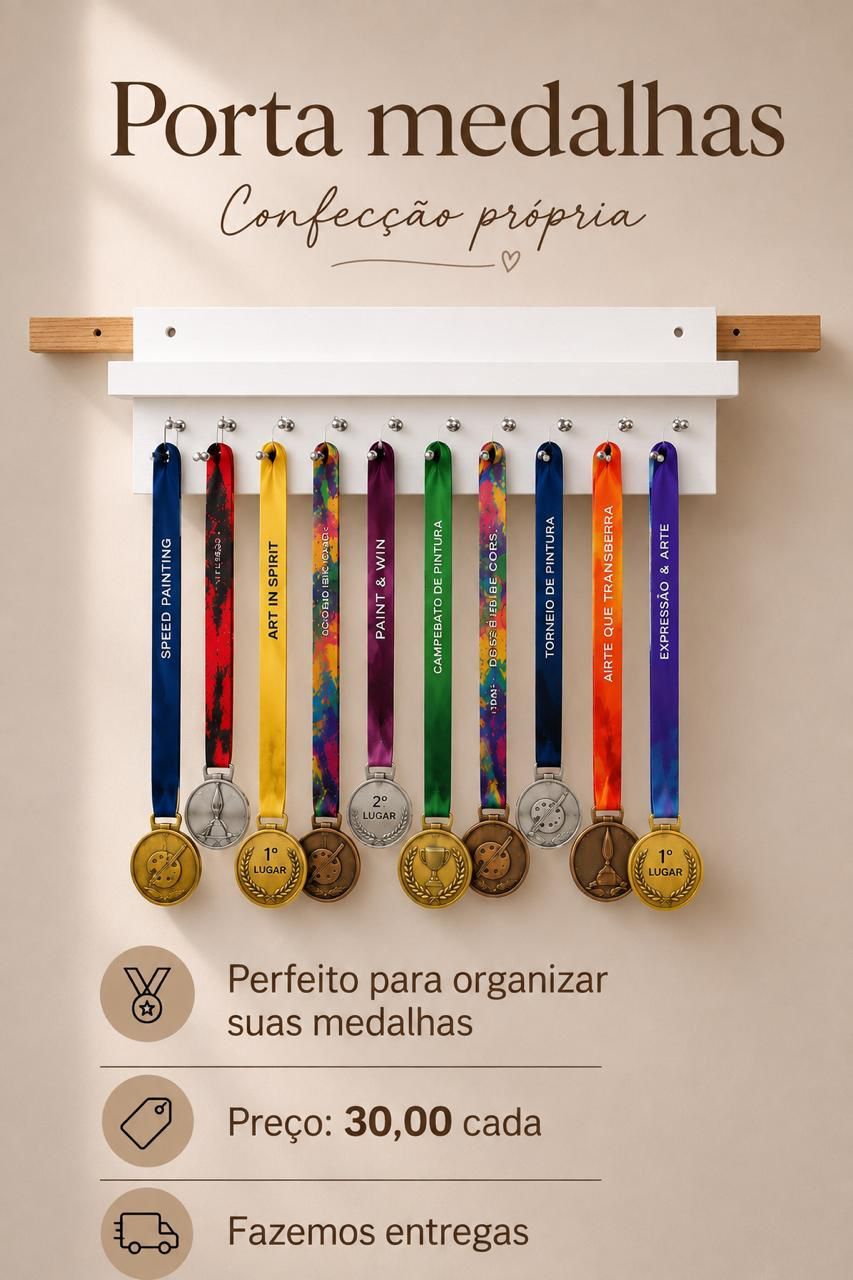 Porta medalhas
Confecção própria
SPEED PAINTING
ART IN SPIRIT
PAINT & WIN
CAMPEBATO DE PINTURA
TORNEIO DE PINTURA
AIRTE QUE TRANSBERRA
EXPRESSÃO & ARTE
2º
LUGAR
1º
LUGAR
1º
LUGAR
Perfeito para organizar
suas medalhas
Preço: 30,00 cada
Fazemos entregas